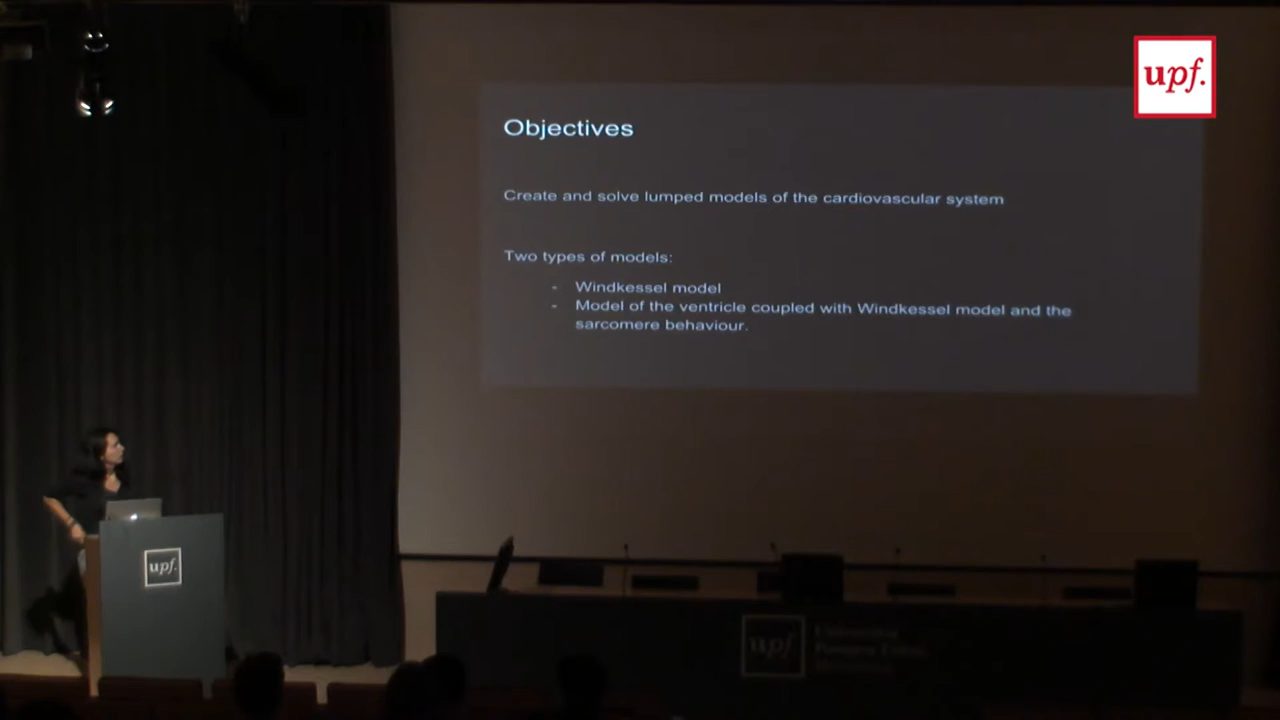 upf.
Objectives
Create and solve lumped models of the cardiovascular system
Two types of models:
- Windkessel model
- Model of the ventricle coupled with Windkessel model and the
sarcomere behaviour.
upf.
upf.